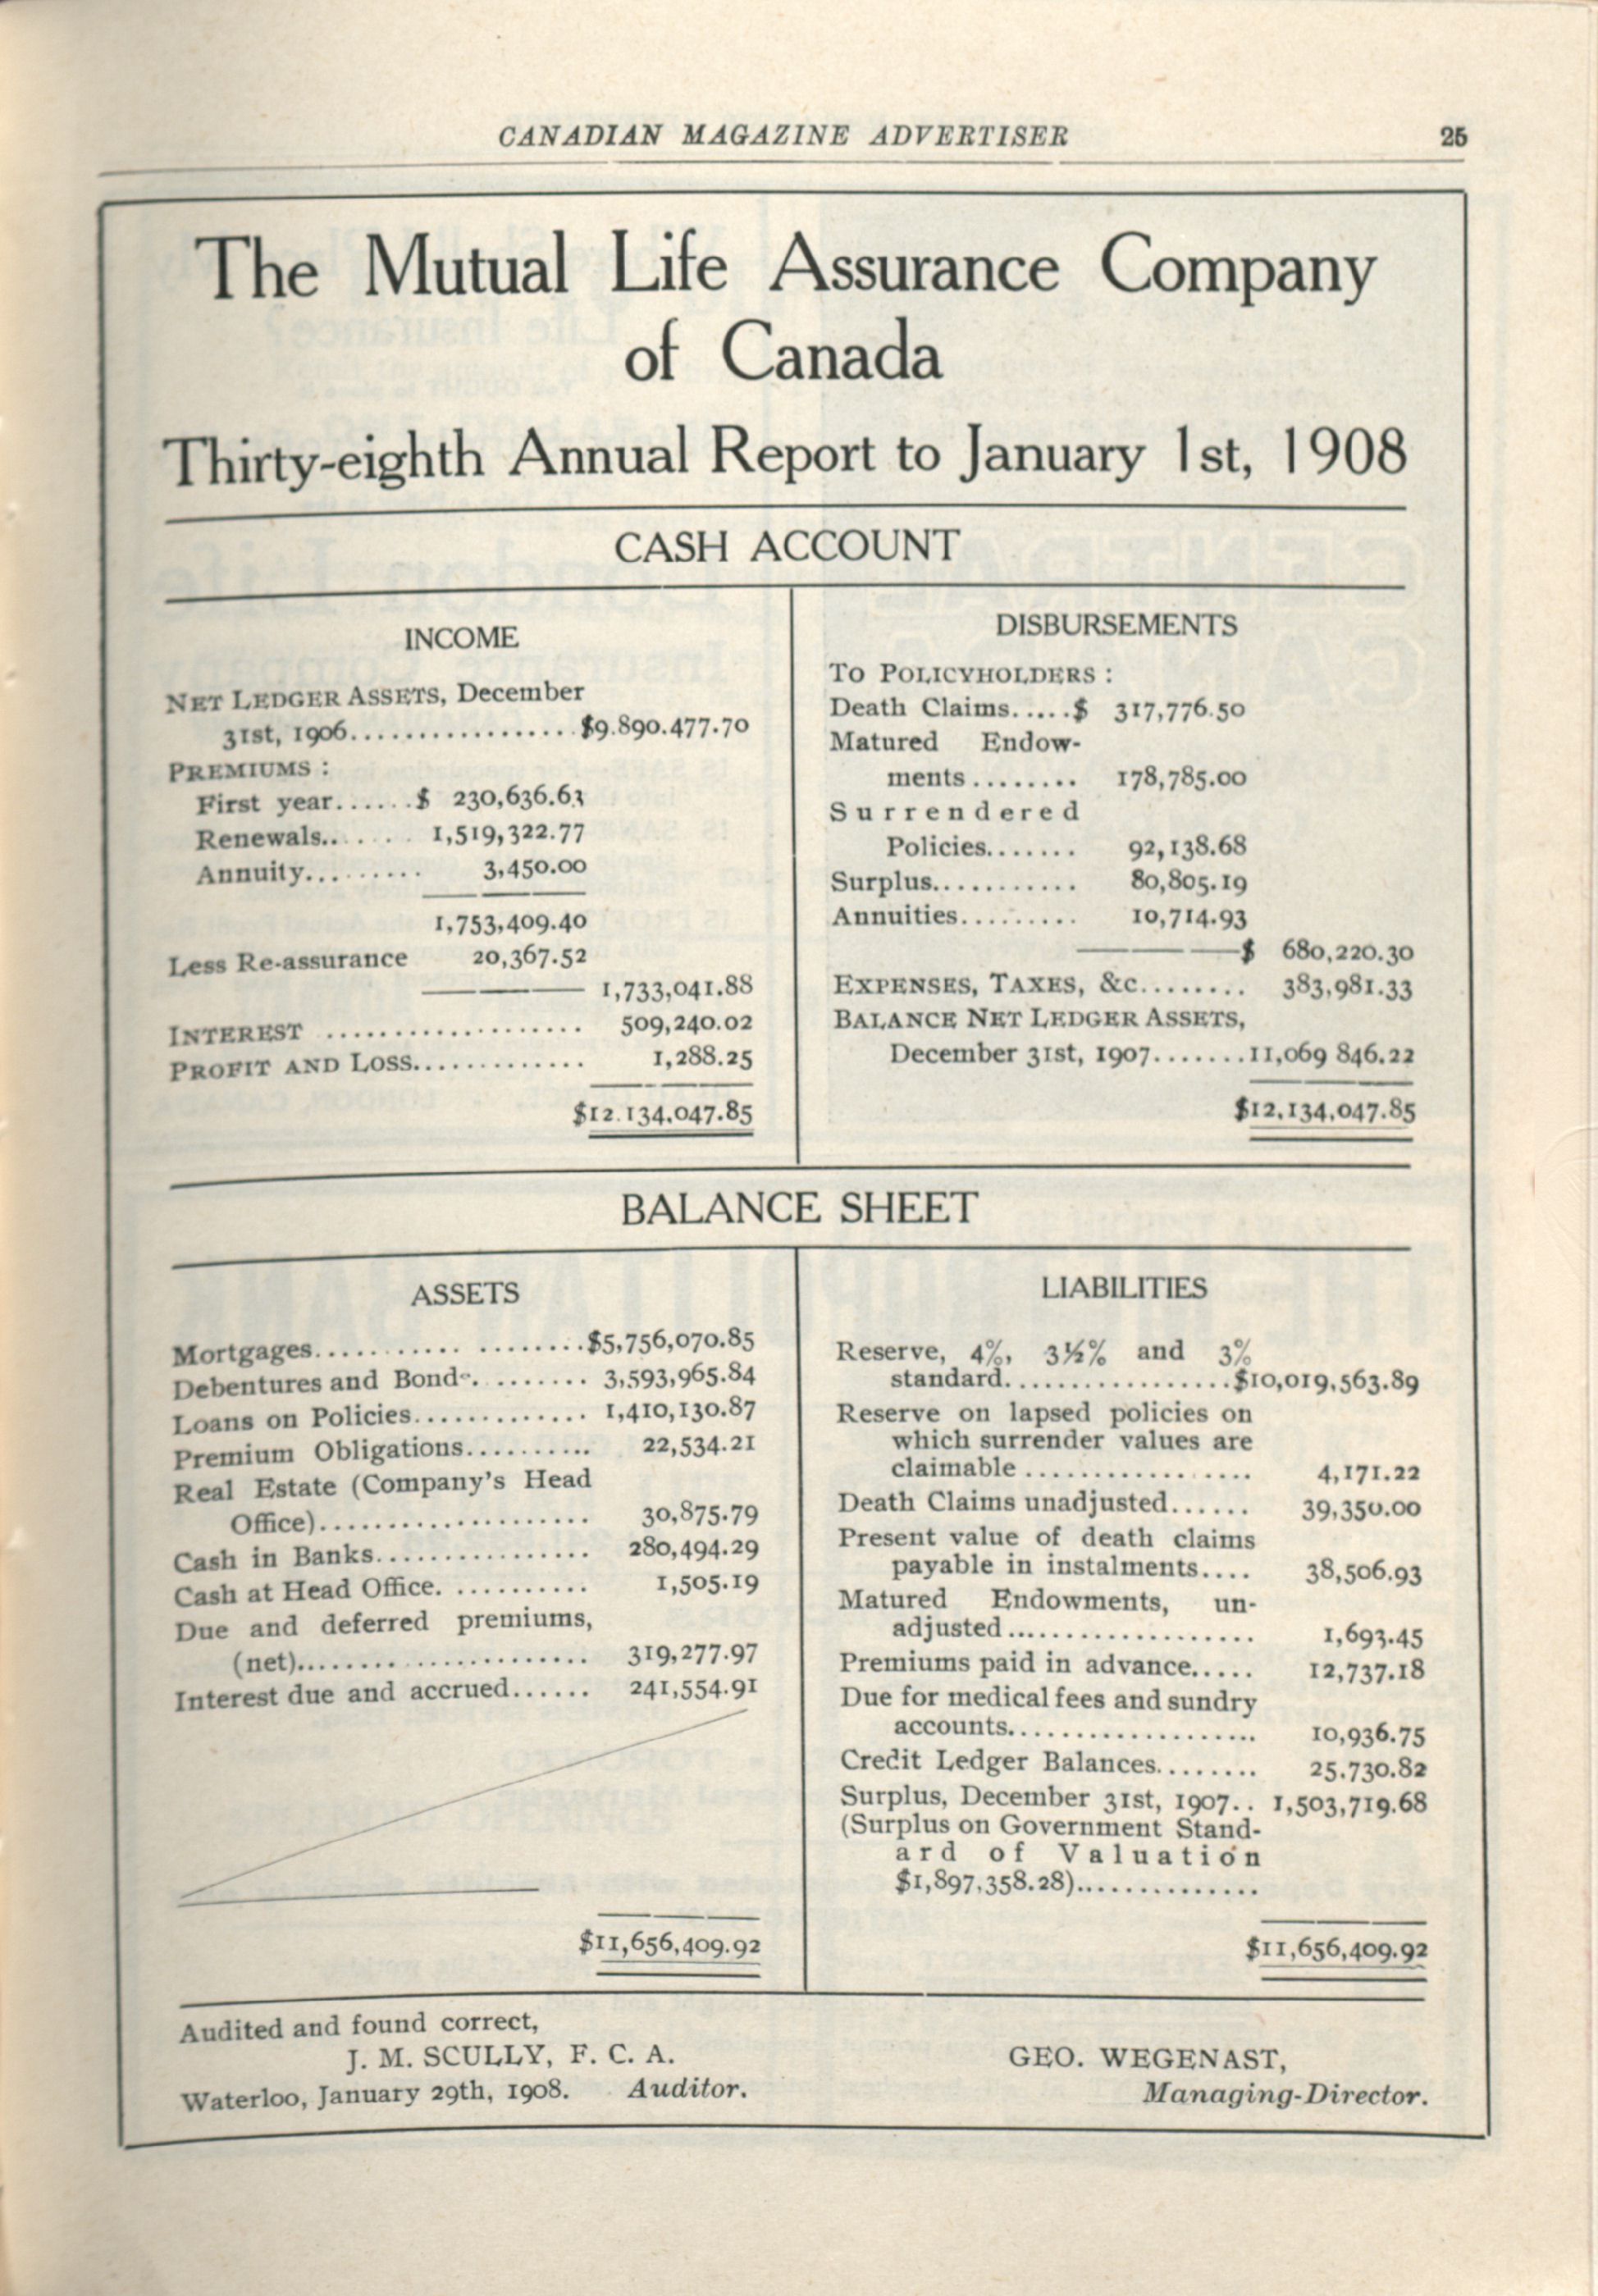 CANADIAN MAGAZINE ADVERTISER 25
The Mutual Life Assurance Company
of Canada
Thirty-eighth Annual Report to January 1st, 1908
CASH ACCOUNT
INCOME
NET LEDGER ASSETS, December
31st, 1906.................$9.890.477.70
PREMIUMS :
First year......$ 230,636.63
Renewals....... 1,519,322.77
Annuity.......... 3,450.00
1,753,409.40
Less Re-assurance 20,367.52
1,733,041.88
INTEREST ................... 509,240.02
PROFIT AND LOSS............. 1,288.25
$12.134,047.85
DISBURSEMENTS
TO POLICYHOLDERS :
Death Claims.....$ 317,776.50
Matured Endow-
ments........ 178,785.00
Surrendered
Policies....... 92,138.68
Surplus........... 80,805.19
Annuities......... 10,714.93
$ 680,220.30
EXPENSES, TAXES, &C........ 383,981.33
BALANCE NET LEDGER ASSETS,
December 31st, 1907.......11,069 846.22
$12,134,047.85
BALANCE SHEET
ASSETS
Mortgages........... ........$5,756,070.85
Debentures and Bonds. ....... 3,593,965.84
Loans on Policies............. 1,410,130.87
Premium Obligations.......... 22,534.21
Real Estate (Company's Head
Office).................... 30,875.79
Cash in Banks................ 280,494.29
Cash at Head Office. .......... 1,505.19
Due and deferred premiums,
(net)..................... 319,277.97
Interest due and accrued...... 241,554.91
$11,656,409.92
LIABILITIES
Reserve, 4%, 3½% and 3%
standard.................$10,019,563.89
Reserve on lapsed policies on
which surrender values are
claimable ................. 4,171.22
Death Claims unadjusted...... 39,350.00
Present value of death claims
payable in instalments.... 38,506.93
Matured Endowments, un-
adjusted................... 1,693.45
Premiums paid in advance..... 12,737.18
Due for medical fees and sundry
accounts................... 10,936.75
Credit Ledger Balances........ 25.730.82
Surplus, December 31st, 1907.. 1,503,719.68
(Surplus on Government Stand-
ard of Valuation
$1,897,358.28)..............
$11,656,409.92
Audited and found correct,
J. M. SCULLY, F. C. A.
Waterloo, January 29th, 1908. Auditor.
GEO. WEGENAST,
Managing-Director.